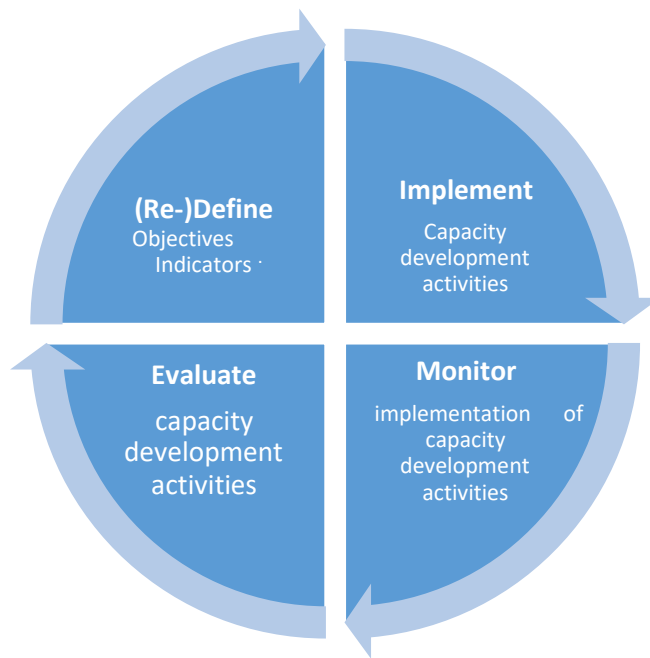 (Re-)Define
Objectives
Indicators ·
Implement
Capacity
development
activities
Evaluate
capacity
development
activities
Monitor
implementation of
capacity
development
activities